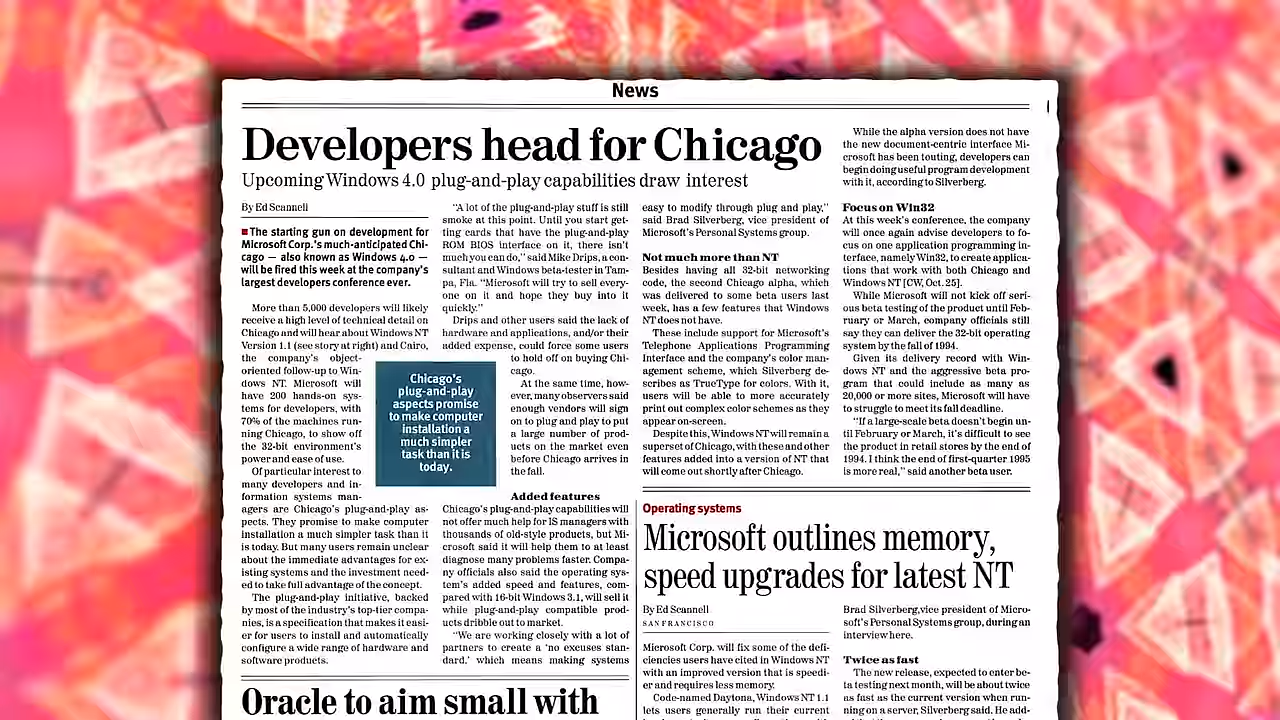 News
Developers head for Chicago
Upcoming Windows 4.0 plug-and-play capabilities draw interest
By Ed Scannell
The starting gun on development for
Microsoft Corp.'s much-anticipated Chi-
cago — also known as Windows 4.0 —
will be fired this week at the company's
largest developers conference ever.
More than 5,000 developers will likely
receive a high level of technical detail on
Chicago and will hear about Windows NT
Version 1.1 (see story at right) and Cairo,
the company's object-
oriented follow-up to Win-
dows NT. Microsoft will
have 200 hands-on sys-
tems for developers, with
70% of the machines run-
ning Chicago, to show off
the 32-bit environment's
power and ease of use.
Of particular interest to
many developers and in-
formation systems man-
agers are Chicago's plug-and-play as-
pects. They promise to make computer
installation a much simpler task than it
is today. But many users remain unclear
about the immediate advantages for ex-
isting systems and the investment need-
ed to take full advantage of the concept.
The plug-and-play initiative, backed
by most of the industry's top-tier compa-
nies, is a specification that makes it easi-
er for users to install and automatically
configure a wide range of hardware and
software products.
"A lot of the plug-and-play stuff is still
smoke at this point. Until you start get-
ting cards that have the plug-and-play
ROM BIOS interface on it, there isn't
much you can do," said Mike Drips, a con-
sultant and Windows beta-tester in Tam-
pa, Fla. "Microsoft will try to sell every-
one on it and hope they buy into it
quickly."
Drips and other users said the lack of
hardware and applications, and/or their
added expense, could force some users
to hold off on buying Chi-
cago.
At the same time, how-
ever, many observers said
enough vendors will sign
on to plug and play to put
a large number of prod-
ucts on the market even
before Chicago arrives in
the fall.
Chicago's
plug-and-play
aspects promise
to make computer
installation a
much simpler
task than it is
today.
Added features
Chicago's plug-and-play capabilities will
not offer much help for IS managers with
thousands of old-style products, but Mi-
crosoft said it will help them to at least
diagnose many problems faster. Compa-
ny officials also said the operating sys-
tem's added speed and features, com-
pared with 16-bit Windows 3.1, will sell it
while plug-and-play compatible prod-
ucts dribble out to market.
"We are working closely with a lot of
partners to create a 'no excuses stan-
dard,' which means making systems
easy to modify through plug and play,"
said Brad Silverberg, vice president of
Microsoft's Personal Systems group.
Not much more than NT
Besides having all 32-bit networking
code, the second Chicago alpha, which
was delivered to some beta users last
week, has a few features that Windows
NT does not have.
These include support for Microsoft's
Telephone Applications Programming
Interface and the company's color man-
agement scheme, which Silverberg de-
scribes as TrueType for colors. With it,
users will be able to more accurately
print out complex color schemes as they
appear on-screen.
Despite this, Windows NT will remain a
superset of Chicago, with these and other
features added into a version of NT that
will come out shortly after Chicago.
While the alpha version does not have
the new document-centric interface Mi-
crosoft has been touting, developers can
begin doing useful program development
with it, according to Silverberg.
Focus on Win32
At this week's conference, the company
will once again advise developers to fo-
cus on one application programming in-
terface, namely Win32, to create applica-
tions that work with both Chicago and
Windows NT [CW, Oct. 25].
While Microsoft will not kick off seri-
ous beta testing of the product until Feb-
ruary or March, company officials still
say they can deliver the 32-bit operating
system by the fall of 1994.
Given its delivery record with Win-
dows NT and the aggressive beta pro-
gram that could include as many as
20,000 or more sites, Microsoft will have
to struggle to meet its fall deadline.
"If a large-scale beta doesn't begin un-
til February or March, it's difficult to see
the product in retail stores by the end of
1994. I think the end of first-quarter 1995
is more real," said another beta user.
Operating systems
Microsoft outlines memory,
speed upgrades for latest NT
By Ed Scannell
SAN FRANCISCO
Microsoft Corp. will fix some of the defi-
ciencies users have cited in Windows NT
with an improved version that is speedi-
er and requires less memory.
Code-named Daytona, Windows NT 1.1
lets users generally run their current
Brad Silverberg, vice president of Micro-
soft's Personal Systems group, during an
interview here.
Twice as fast
The new release, expected to enter be-
ta testing next month, will be about twice
as fast as the current version when run-
ning on a server, Silverberg said. He add-
Oracle to aim small with